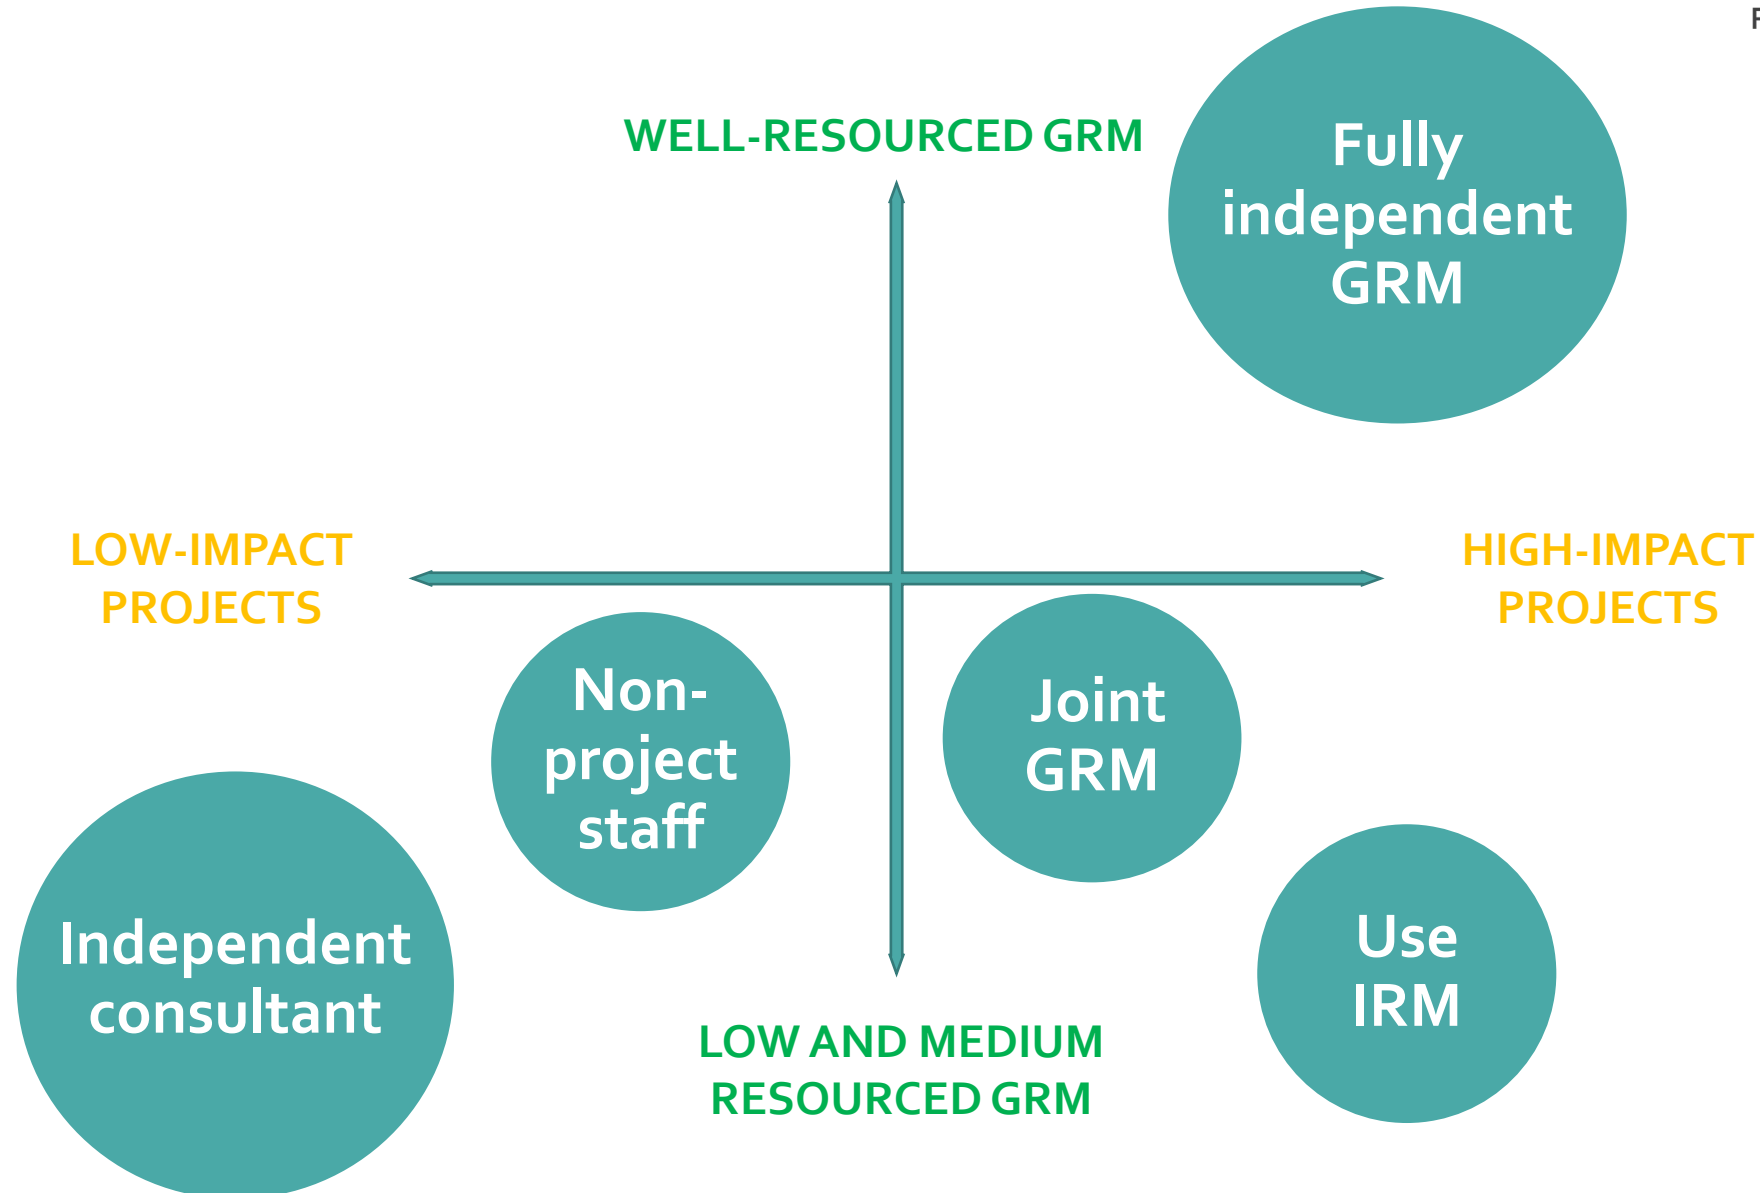 WELL-RESOURCED GRM
Fully
independent
GRM
LOW-IMPACT
PROJECTS
HIGH-IMPACT
PROJECTS
Non-
project
staff
Joint
GRM
Independent
consultant
Use
IRM
LOW AND MEDIUM
RESOURCED GRM